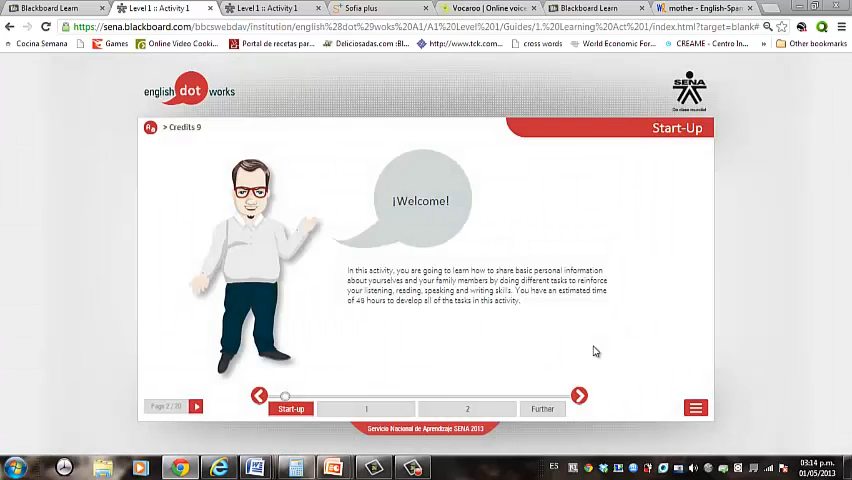 Blackboard Learn
Level 1 :: Activity 1
Level 1 :: Activity 1
Sofia plus
Vocaroo | Online voice
Blackboard Learn
mother - English-Span
https://sena.blackboard.com/bbcswebdav/institution/english%20dot%20woks%20A1/A1%20Level%201/Guides/1.%20Learning%20Act%201/index.html?target=blank#
Cocina Semana
Games
Online Video Cooki...
Portal de recetas par...
Deliciosadas.com :Bl...
http://www.tck.com...
cross words
World Economic For...
CREAME - Centro In...
Other bookmarks
english dot works
SENA
De clase mundial
Aa
> Credits 9
Start-Up
¡Welcome!
In this activity, you are going to learn how to share basic personal information
about yourselves and your family members by doing different tasks to reinforce
your listening, reading, speaking and writing skills. You have an estimated time
of 48 hours to develop all of the tasks in this activity.
Page 2 / 20
Start-up
1
2
Further
Servicio Nacional de Aprendizaje SENA 2013
ES
03:14 p.m.
01/05/2013